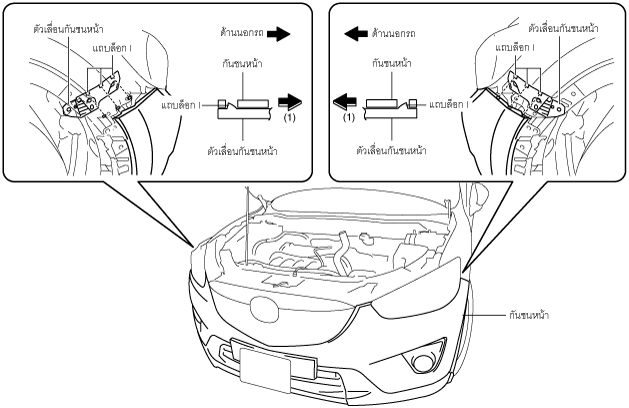 ตัวเลื่อนกันชนหน้า
แถบล็อก I
ด้านนอกรถ
กันชนหน้า
แถบล็อก I
(1)
ตัวเลื่อนกันชนหน้า
ด้านนอกรถ
ตัวเลื่อนกันชนหน้า
แถบล็อก I
กันชนหน้า
(1)
แถบล็อก I
ตัวเลื่อนกันชนหน้า
กันชนหน้า